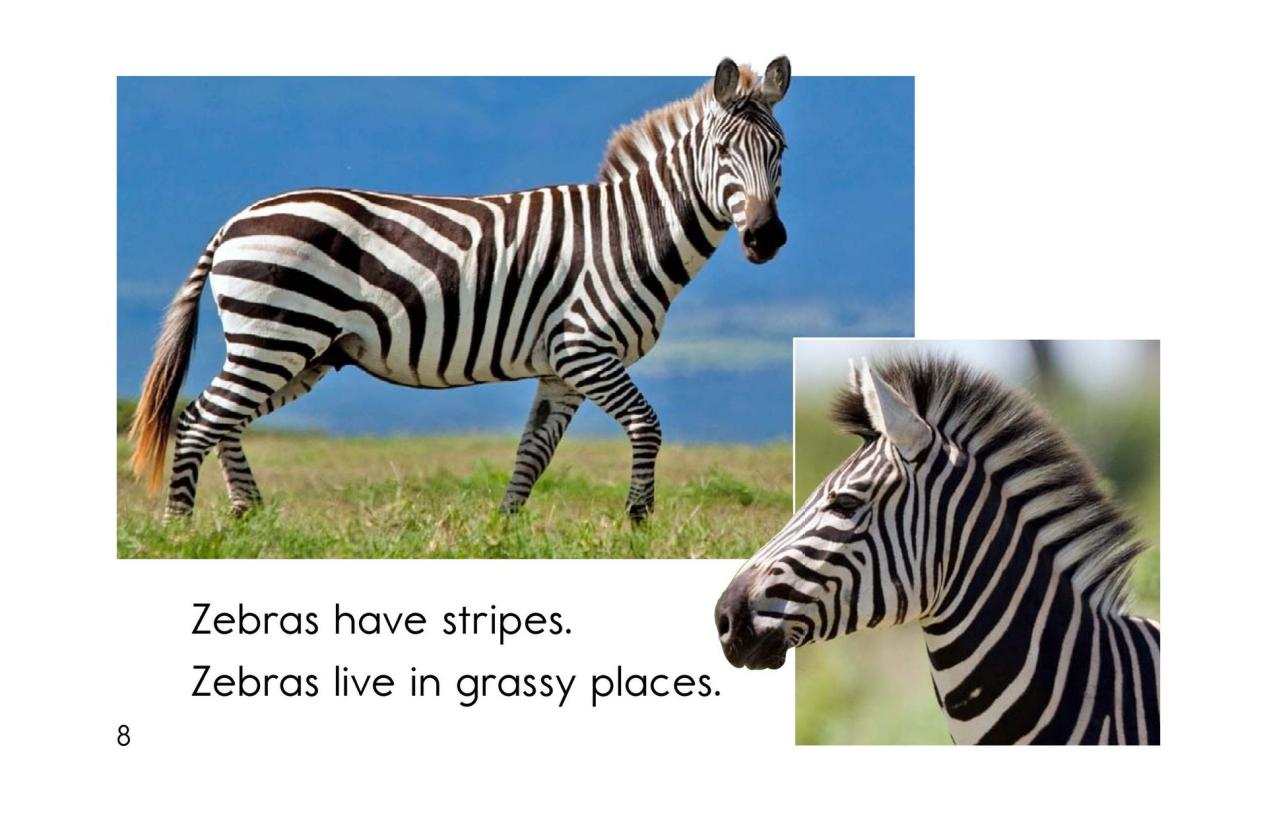 Zebras have stripes.
Zebras live in grassy places.
8